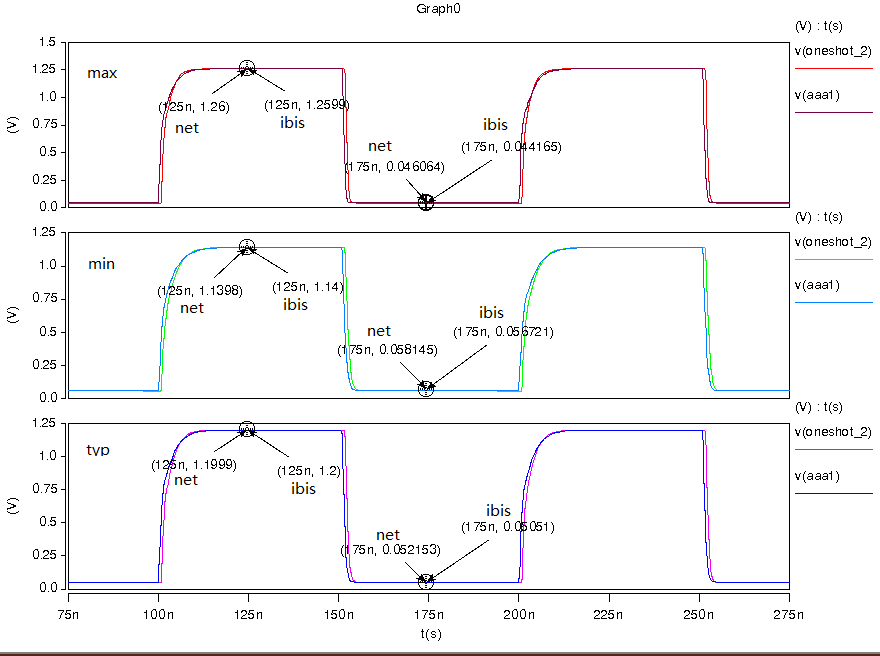 Graph0
(V) : t(s)
v(oneshot_2)
v(aaa1)
(V)
1.5
1.25
1.0
0.75
0.5
0.25
0.0
max
(125n, 1.26)
net
(125n, 1.2599)
ibis
net
(175n, 0.046064)
ibis
(175n, 0.044165)
(V) : t(s)
v(oneshot_2)
v(aaa1)
(V)
1.25
1.0
0.75
0.5
0.25
0.0
min
(125n, 1.1398)
net
(125n, 1.14)
ibis
net
(175n, 0.058145)
ibis
(175n, 0.056721)
(V) : t(s)
v(oneshot_2)
v(aaa1)
(V)
1.25
1.0
0.75
0.5
0.25
0.0
typ
(125n, 1.1999)
net
(125n, 1.2)
ibis
net
(175n, 0.052153)
ibis
(175n, 0.05051)
75n 100n 125n 150n 175n 200n 225n 250n 275n
t(s)